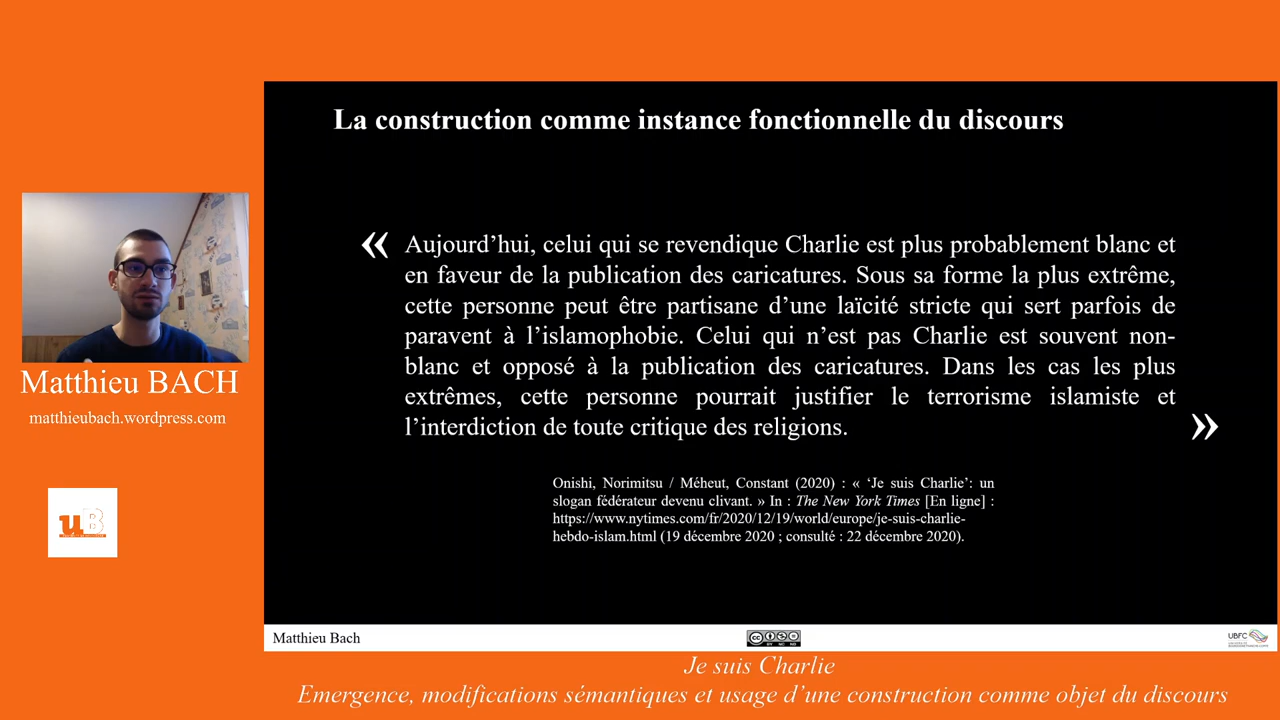 La construction comme instance fonctionnelle du discours
« Aujourd’hui, celui qui se revendique Charlie est plus probablement blanc et
en faveur de la publication des caricatures. Sous sa forme la plus extrême,
cette personne peut être partisane d’une laïcité stricte qui sert parfois de
paravent à l’islamophobie. Celui qui n’est pas Charlie est souvent non-
blanc et opposé à la publication des caricatures. Dans les cas les plus
extrêmes, cette personne pourrait justifier le terrorisme islamiste et
l’interdiction de toute critique des religions. »
Onishi, Norimitsu / Méheut, Constant (2020) : « ‘Je suis Charlie’: un
slogan fédérateur devenu clivant. » In : The New York Times [En ligne] :
https://www.nytimes.com/fr/2020/12/19/world/europe/je-suis-charlie-
hebdo-islam.html (19 décembre 2020 ; consulté : 22 décembre 2020).
Matthieu BACH
matthieubach.wordpress.com
uB
Matthieu Bach
cc
BY NC ND
UBFC
Je suis Charlie
Emergence, modifications sémantiques et usage d’une construction comme objet du discours